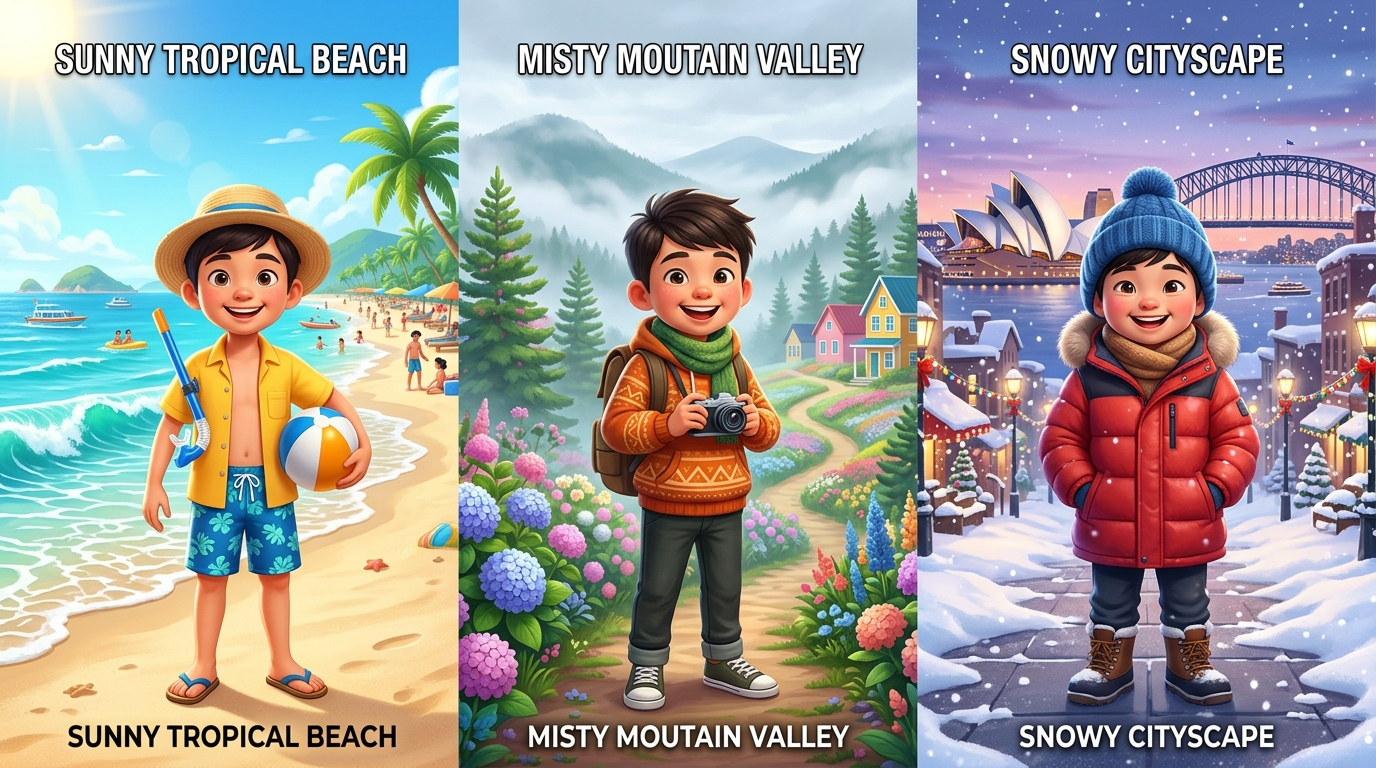 SUNNY TROPICAL BEACH
MISTY MOUTAIN VALLEY
SNOWY CITYSCAPE
SUNNY TROPICAL BEACH
MISTY MOUTAIN VALLEY
SNOWY CITYSCAPE